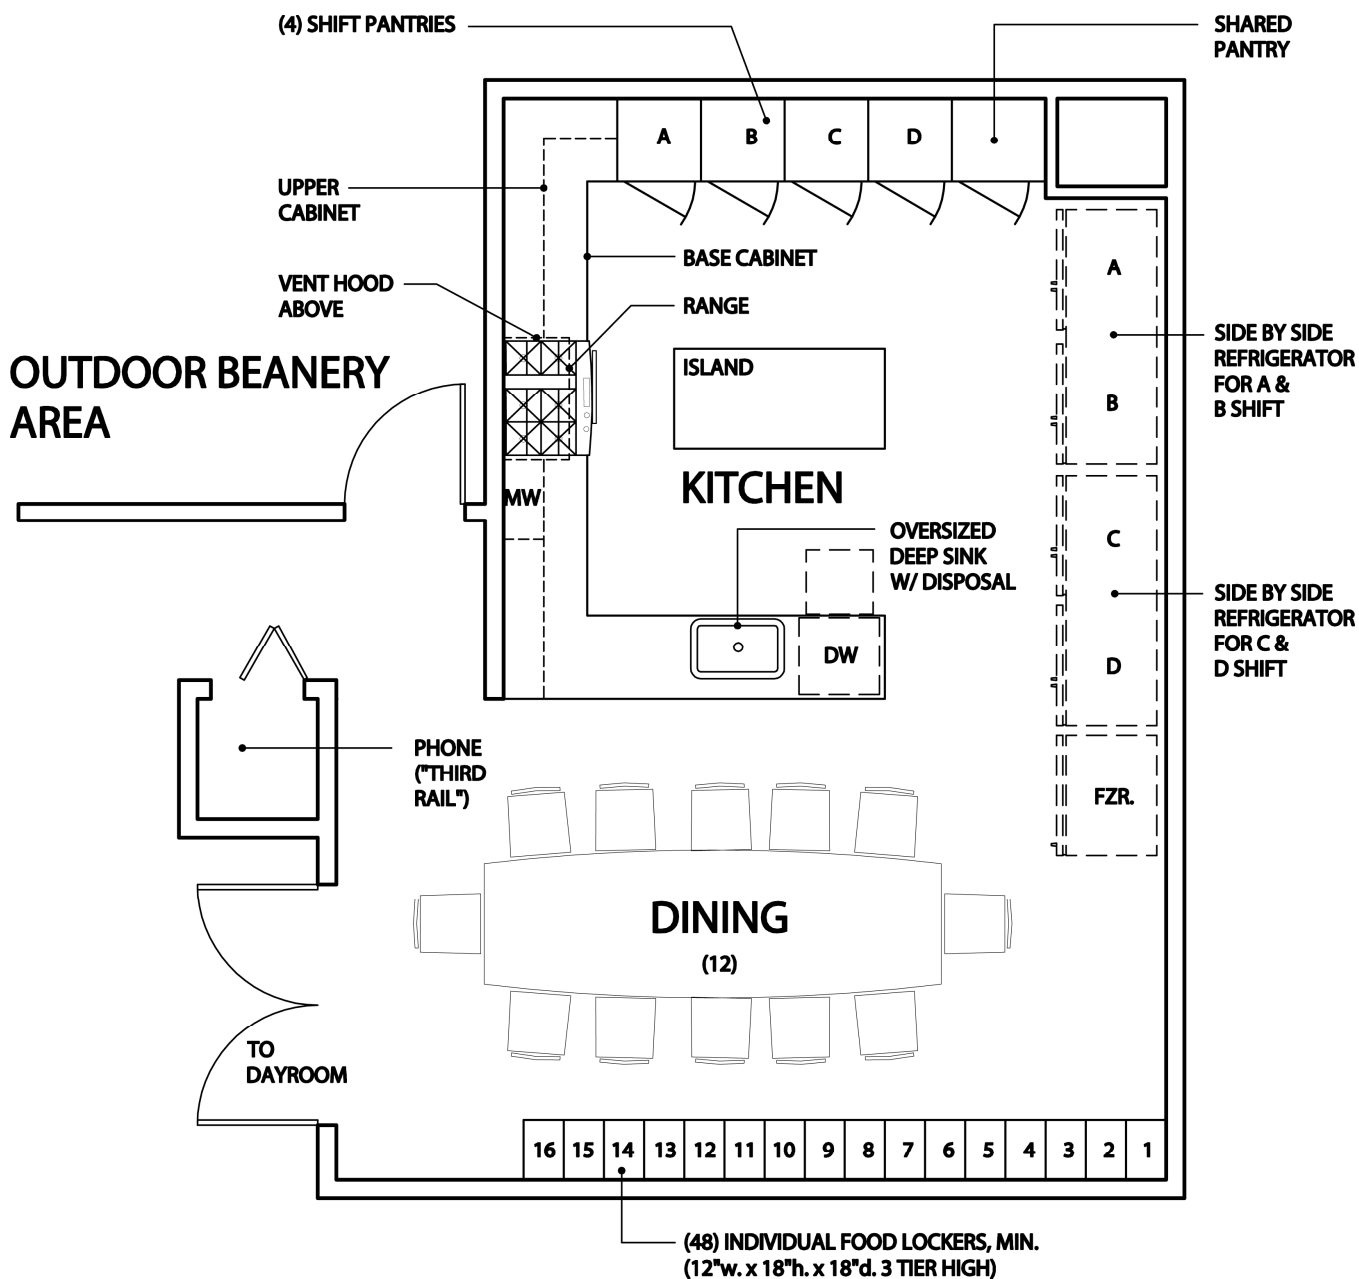 (4) SHIFT PANTRIES
SHARED
PANTRY
A B C D
UPPER
CABINET
BASE CABINET
VENT HOOD
ABOVE
RANGE
A
SIDE BY SIDE
REFRIGERATOR
FOR A &
B SHIFT
B
OUTDOOR BEANERY
AREA
ISLAND
KITCHEN
MW
OVERSIZED
DEEP SINK
W/ DISPOSAL
C
SIDE BY SIDE
REFRIGERATOR
FOR C &
D SHIFT
D
DW
PHONE
("THIRD
RAIL")
FZR.
DINING
(12)
TO
DAYROOM
16 15 14 13 12 11 10 9 8 7 6 5 4 3 2 1
(48) INDIVIDUAL FOOD LOCKERS, MIN.
(12"w. x 18"h. x 18"d. 3 TIER HIGH)